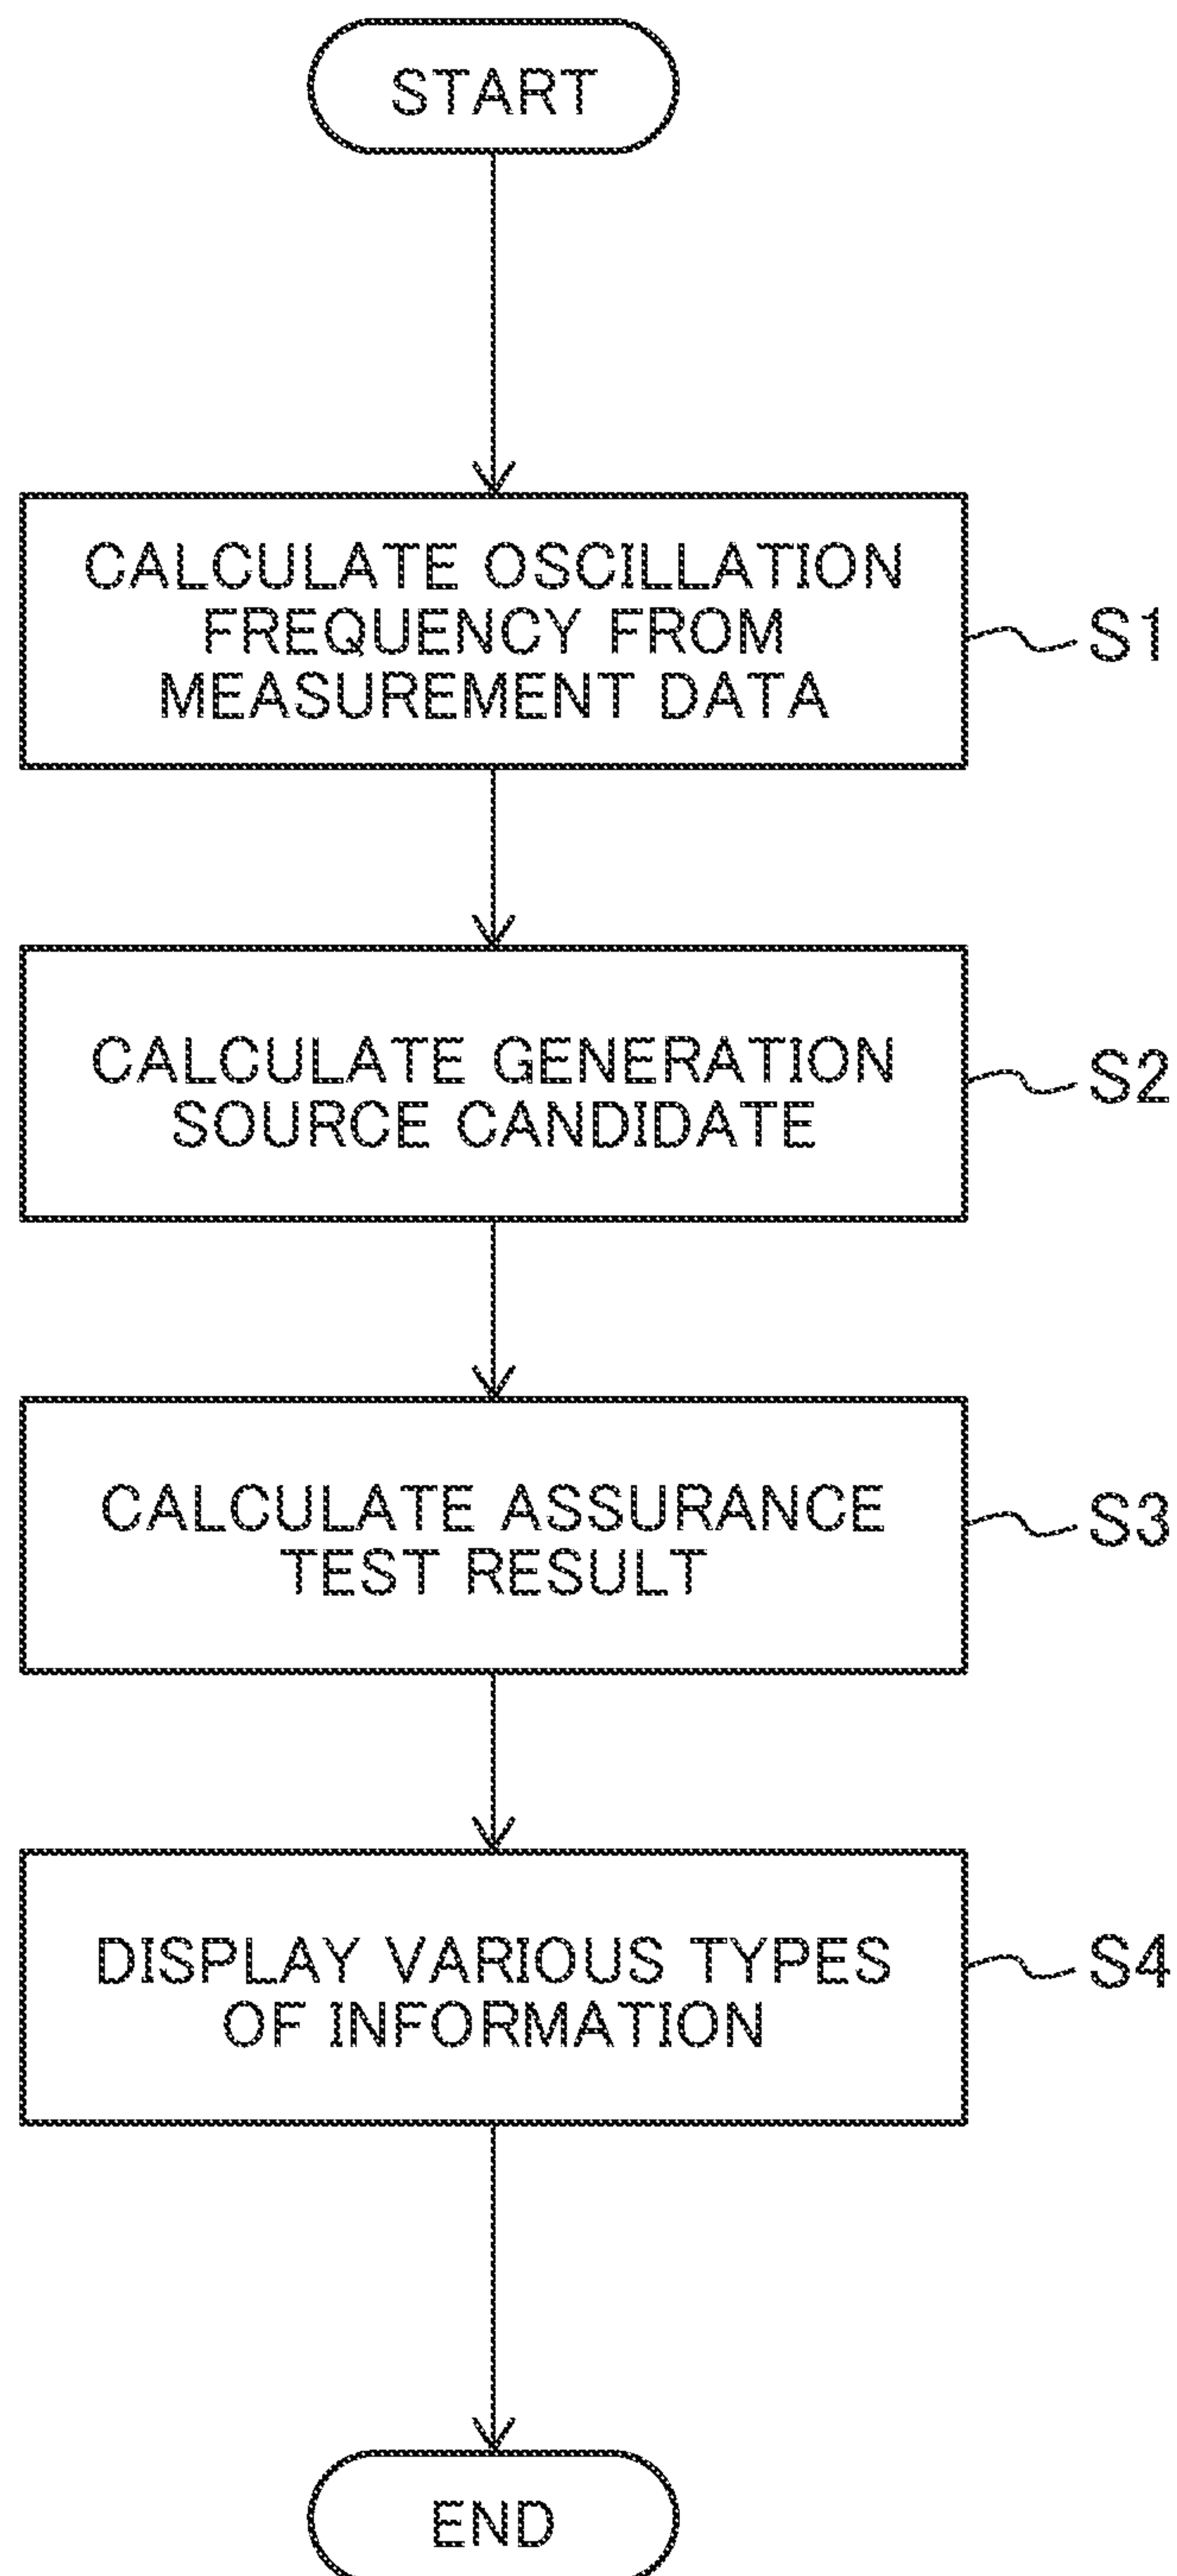 START
CALCULATE OSCILLATION
FREQUENCY FROM
MEASUREMENT DATA
S1
CALCULATE GENERATION
SOURCE CANDIDATE
S2
CALCULATE ASSURANCE
TEST RESULT
S3
DISPLAY VARIOUS TYPES
OF INFORMATION
S4
END